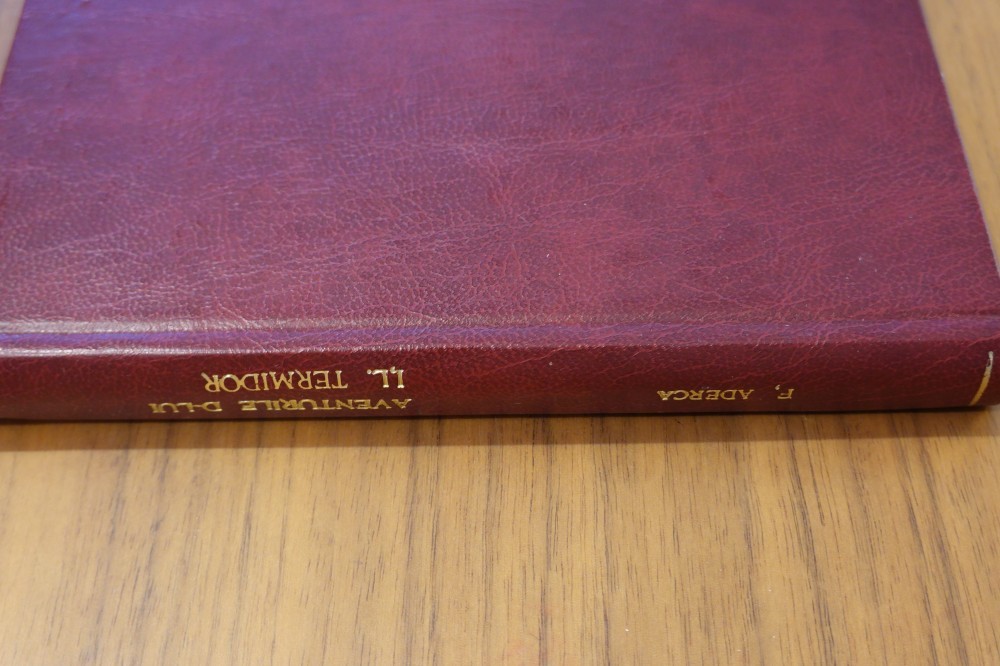 F. ADERCA
AVENTURILE D-LUI
I.L. TERMIDOR